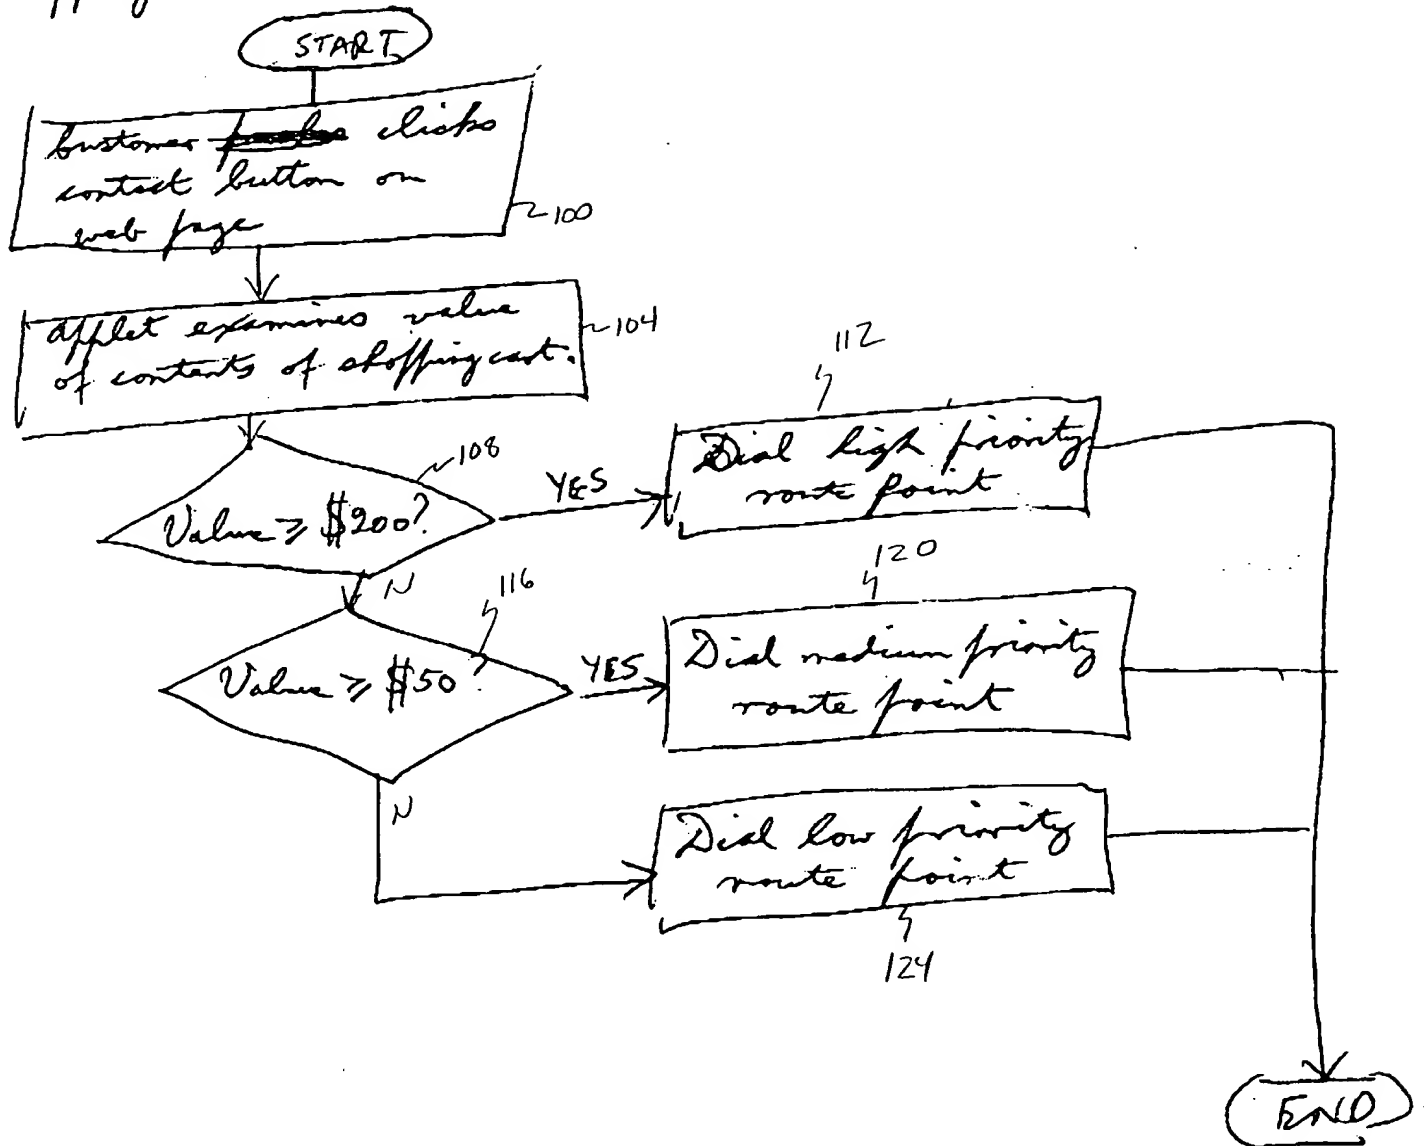 START
Customer clicks
contact button on
web page
100
applet examines value
of contents of shopping cart.
104
108
Value ≥ $200?
YES
112
Dial high priority
route point
N
116
Value ≥ $50?
YES
120
Dial medium priority
route point
N
Dial low priority
route point
124
END